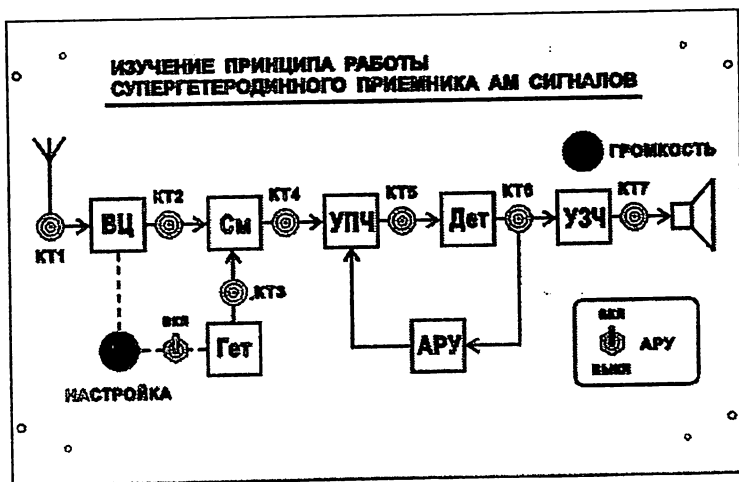 ИЗУЧЕНИЕ ПРИНЦИПА РАБОТЫ
СУПЕРГЕТЕРОДИННОГО ПРИЕМНИКА АМ СИГНАЛОВ
ГРОМКОСТЬ
КТ1
ВЦ
КТ2
См
КТ4
УПЧ
КТ5
Дет
КТ6
УЗЧ
КТ7
КТ3
ВКЛ
Гет
АРУ
НАСТРОЙКА
ВКЛ
АРУ
ВЫКЛ